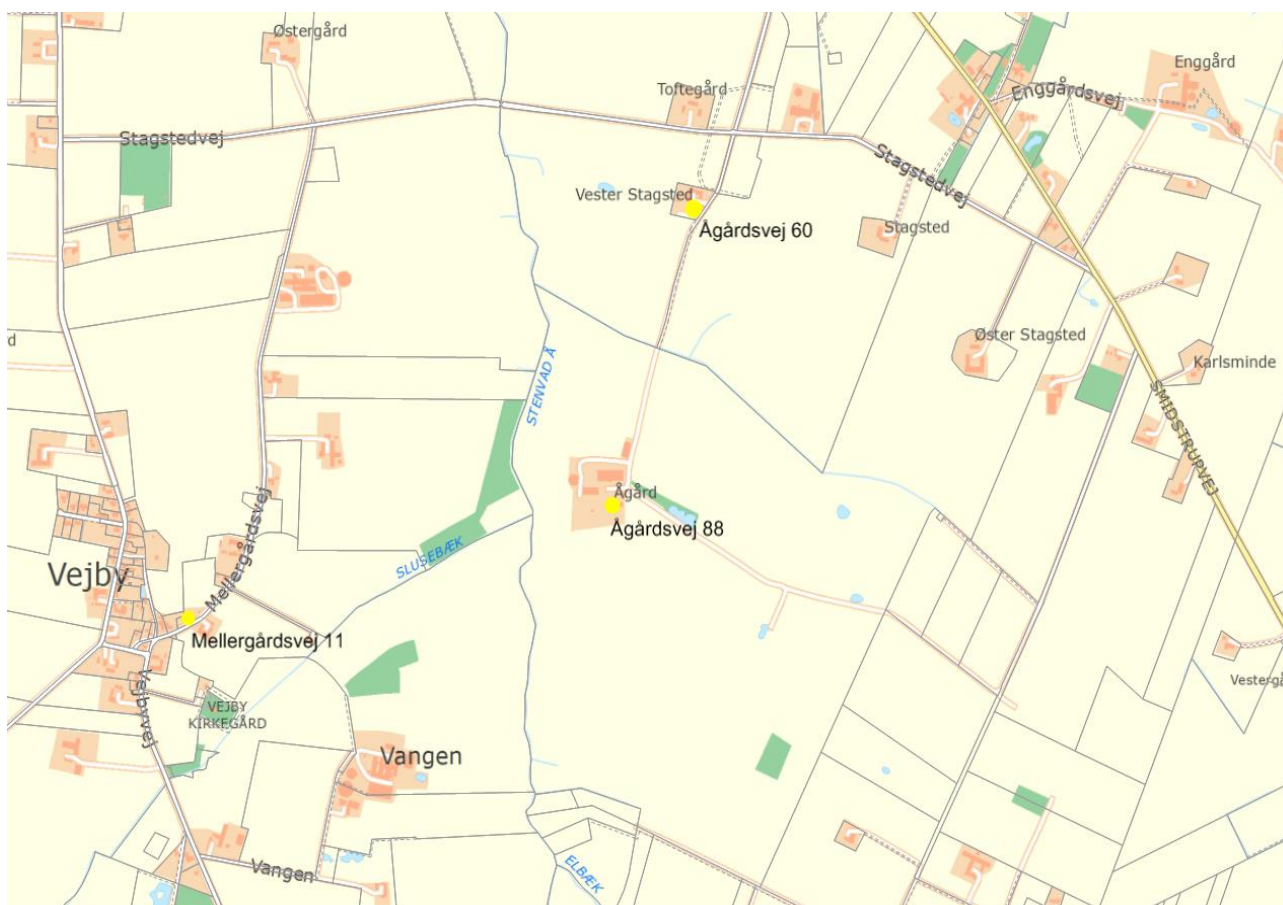 Østergård
Toftegård
Enggård
Enggårdsvej
Stagstedvej
Stagstedvej
Vester Stagsted
Ågårdsvej 60
Stagsted
d
Øster Stagsted
Karlsminde
STENVAD Å
SMIDSTRUPVEJ
Ågård
Ågårdsvej 88
Mellergårdsvej
SLUSEBÆK
Vejby
Mellergårdsvej 11
Vejbyvej
VEJBY
KIRKEGÅRD
Vestergå
Vangen
Vangen
ELBÆK